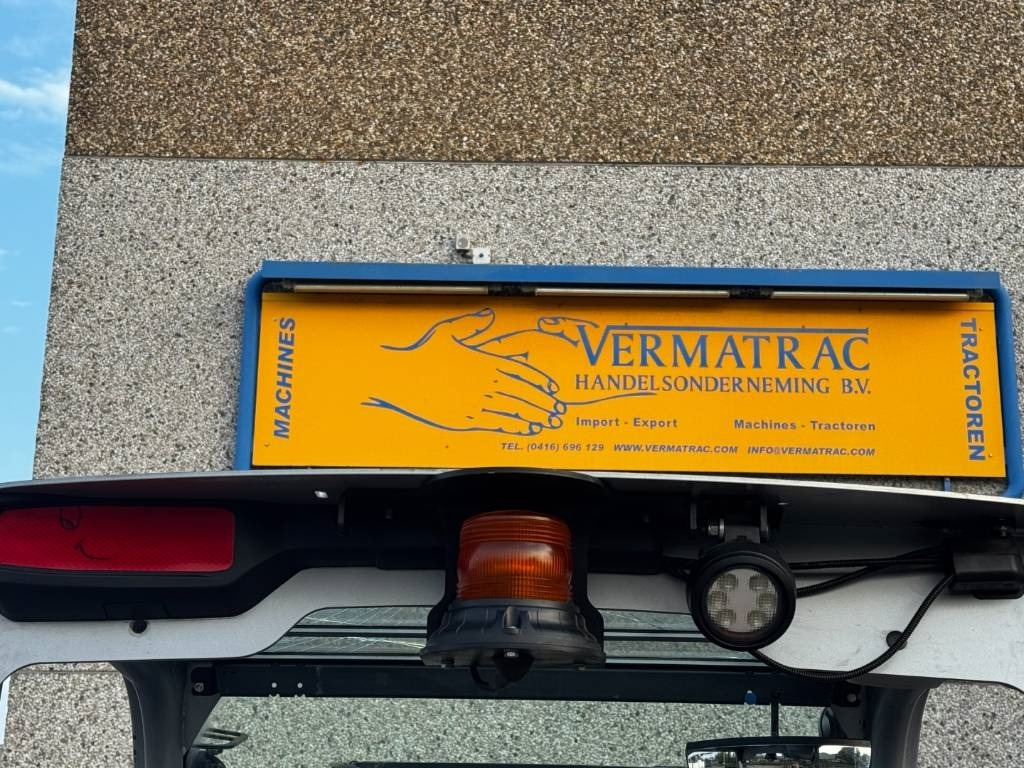 MACHINES
VERMATRAC
HANDELSONDERNEMING B.V.
Import - Export Machines - Tractoren
TEL. (0416) 696 129 WWW.VERMATRAC.COM INFO@VERMATRAC.COM
TRACTOREN